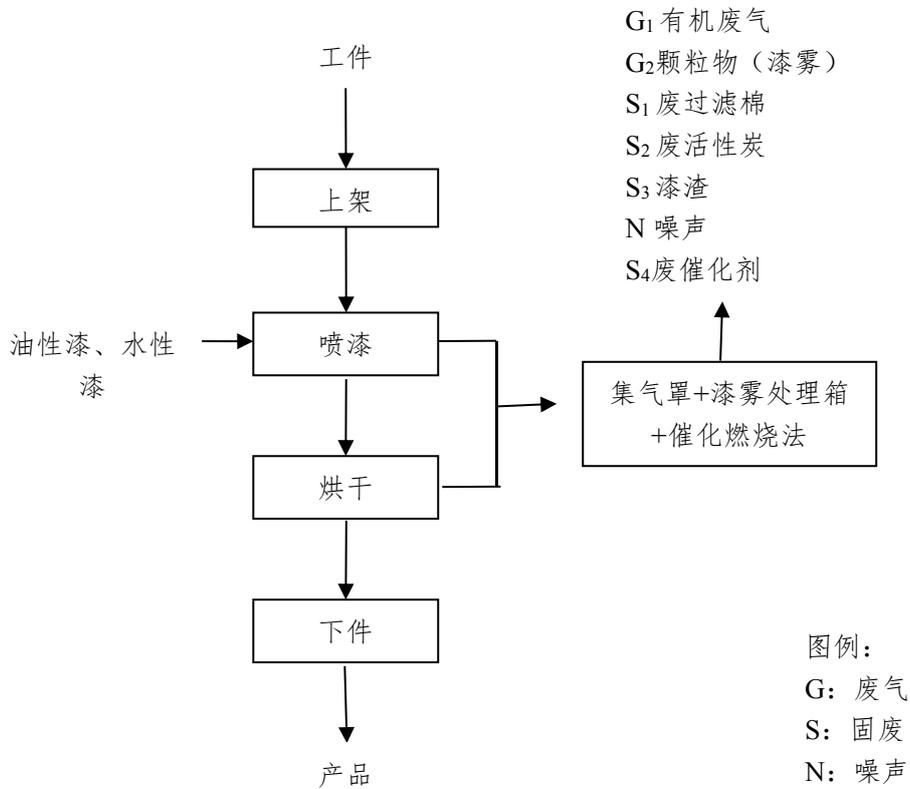 工件
上架
油性漆、水性
漆
喷漆
烘干
下件
产品
G₁有机废气
G₂颗粒物（漆雾）
S₁废过滤棉
S₂废活性炭
S₃漆渣
N 噪声
S₄废催化剂
集气罩+漆雾处理箱
+催化燃烧法
图例：
G：废气
S：固废
N：噪声